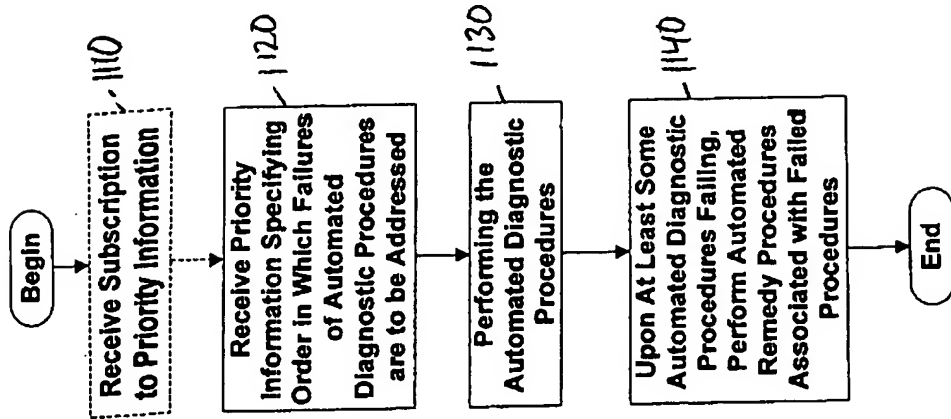 Begin
Receive Subscription
to Priority Information
1110
Receive Priority
Information Specifying
Order in Which Failures
of Automated
Diagnostic Procedures
are to be Addressed
1120
Performing the
Automated Diagnostic
Procedures
1130
Upon At Least Some
Automated Diagnostic
Procedures Failing,
Perform Automated
Remedy Procedures
Associated with Failed
Procedures
1140
End